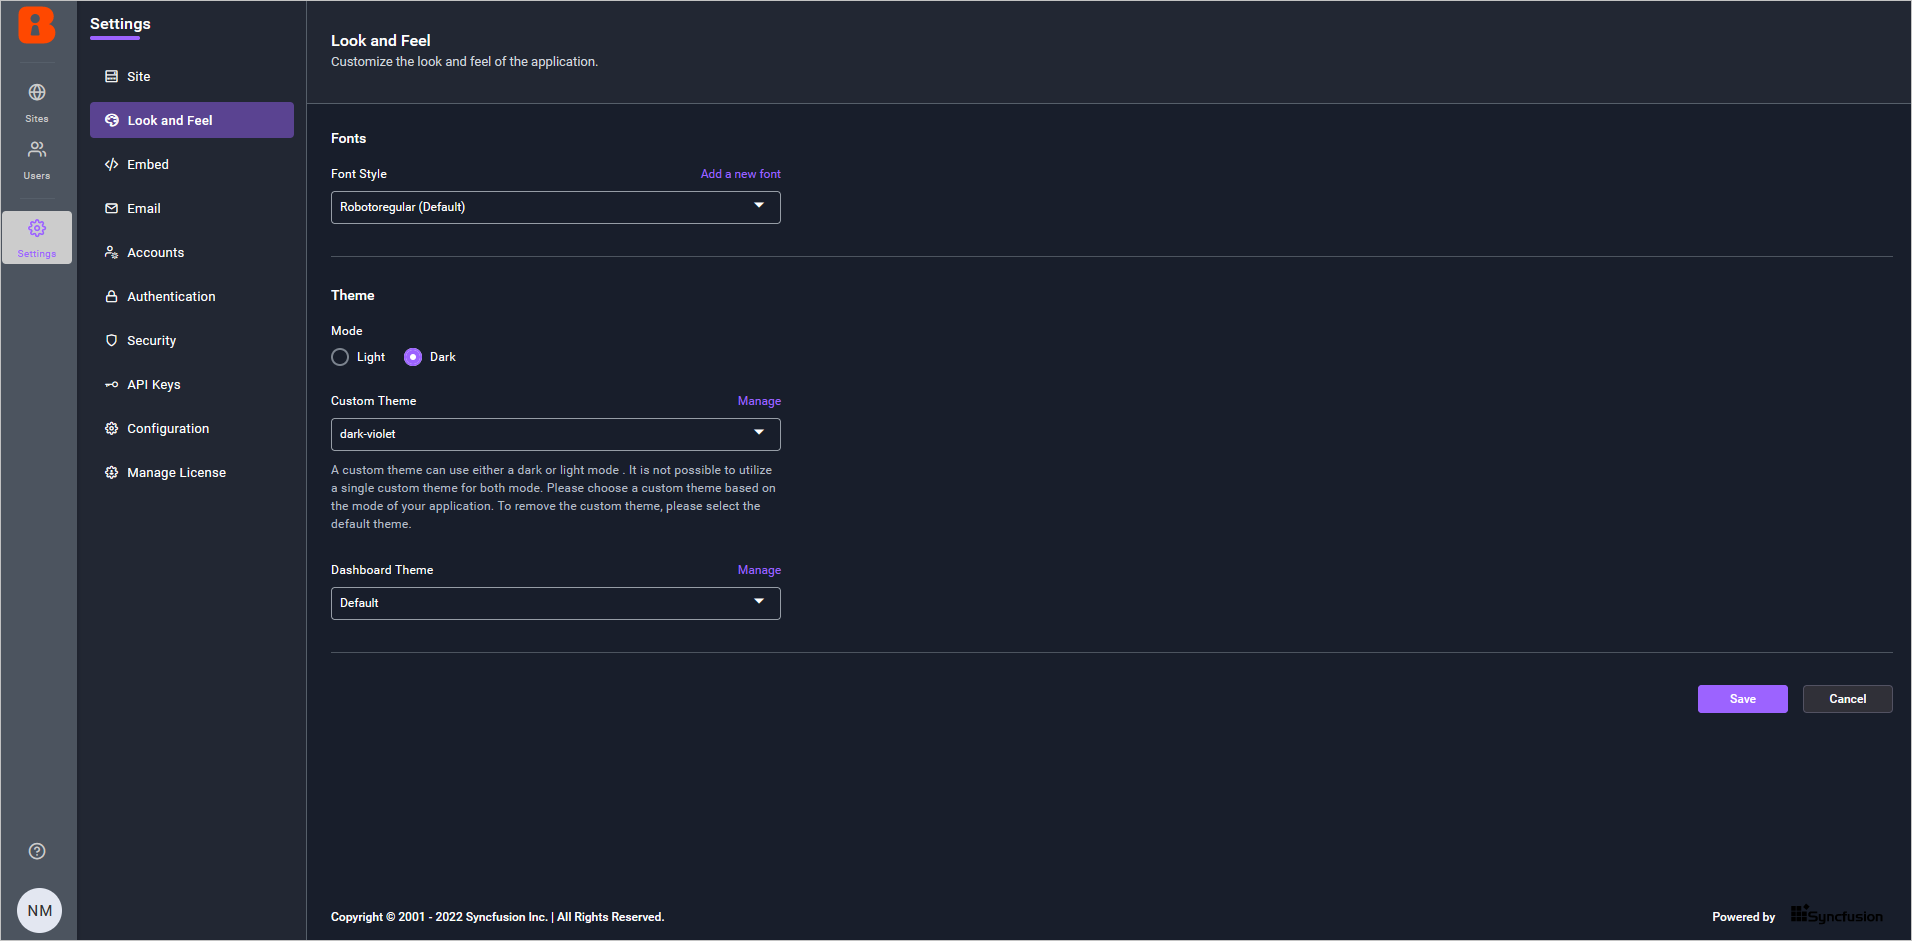 Sites
Users
Settings
NM
Settings
Site
Look and Feel
Embed
Email
Accounts
Authentication
Security
API Keys
Configuration
Manage License
Look and Feel
Customize the look and feel of the application.
Fonts
Font Style
Add a new font
Robotoregular (Default)
Theme
Mode
Light
Dark
Custom Theme
Manage
dark-violet
A custom theme can use either a dark or light mode . It is not possible to utilize
a single custom theme for both mode. Please choose a custom theme based on
the mode of your application. To remove the custom theme, please select the
default theme.
Dashboard Theme
Manage
Default
Save
Cancel
Copyright © 2001 - 2022 Syncfusion Inc. | All Rights Reserved.
Powered by
Syncfusion